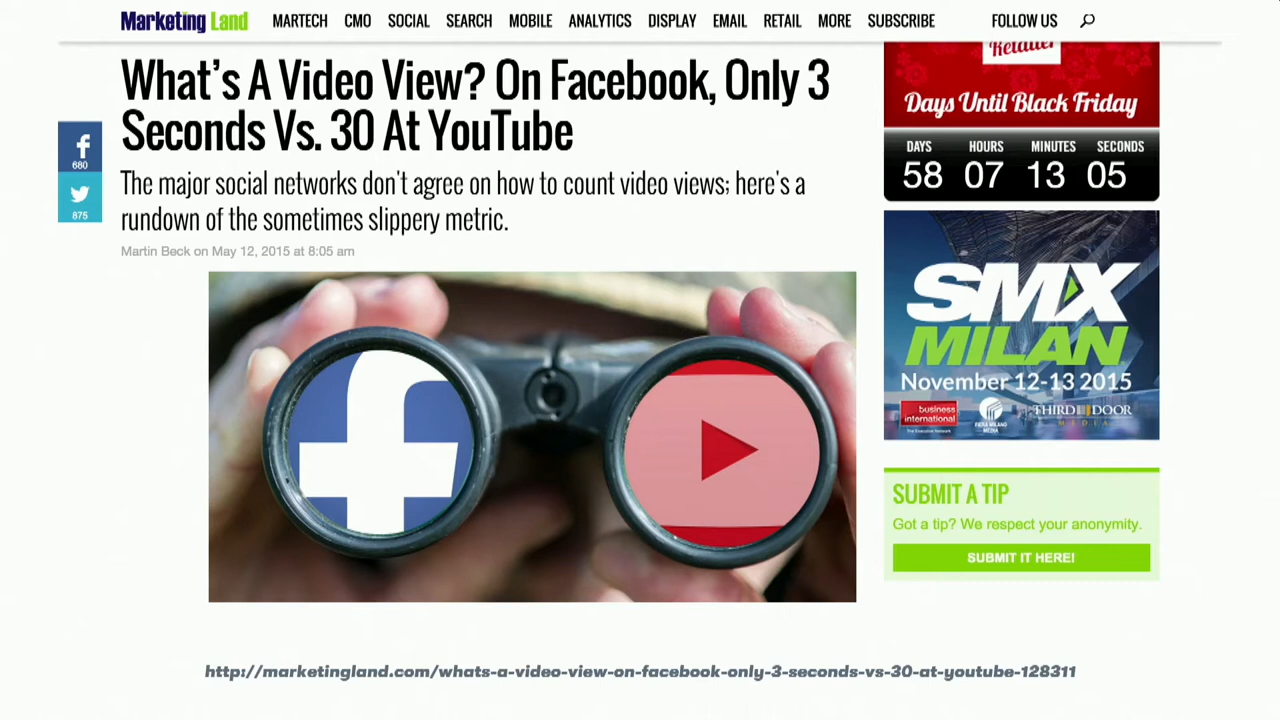 Marketing Land MARTECH CMO SOCIAL SEARCH MOBILE ANALYTICS DISPLAY EMAIL RETAIL MORE SUBSCRIBE FOLLOW US
What's A Video View? On Facebook, Only 3
Seconds Vs. 30 At YouTube
The major social networks don't agree on how to count video views; here's a
rundown of the sometimes slippery metric.
Martin Beck on May 12, 2015 at 8:05 am
f
680
875
Retailer
Days Until Black Friday
DAYS HOURS MINUTES SECONDS
58 07 13 05
SMX
MILAN
November 12-13 2015
business
international
FIERA MILANO
MEDIA
THIRD DOOR
MEDIA
SUBMIT A TIP
Got a tip? We respect your anonymity.
SUBMIT IT HERE!
http://marketingland.com/whats-a-video-view-on-facebook-only-3-seconds-vs-30-at-youtube-128311